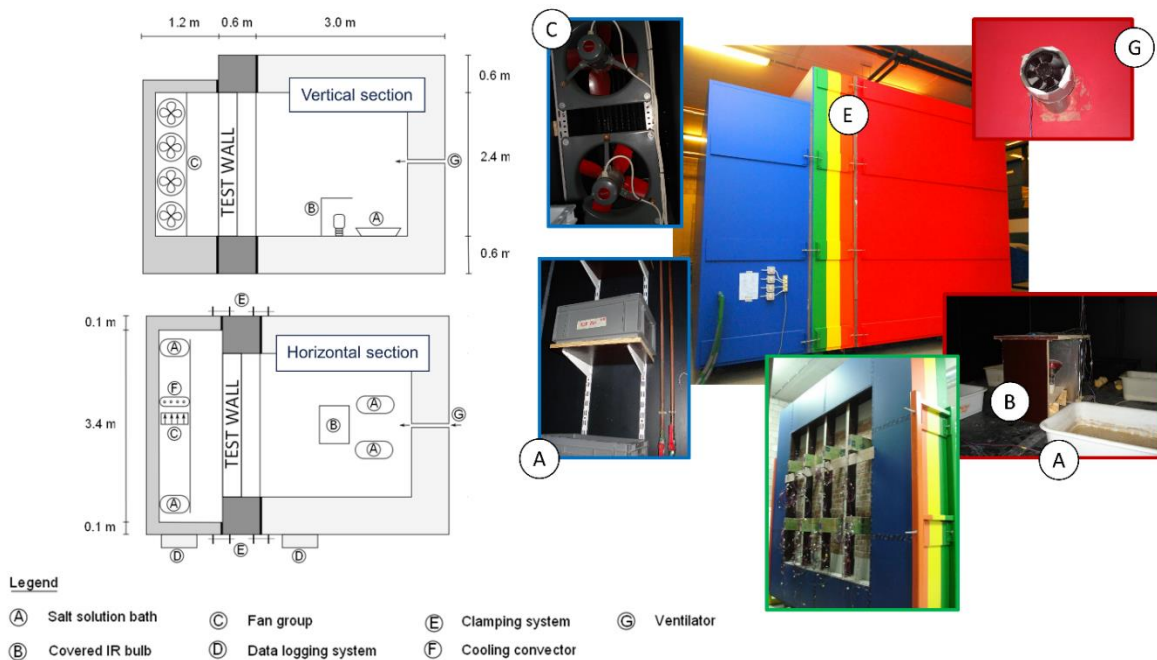 1.2 m
0.6 m
3.0 m
Vertical section
C
TEST WALL
B
A
G
0.6 m
2.4 m
0.6 m
E
0.1 m
Horizontal section
3.4 m
A
F
C
TEST WALL
B
A
A
G
A
0.1 m
D
E
D
Legend
A Salt solution bath
C Fan group
E Clamping system
G Ventilator
B Covered IR bulb
D Data logging system
F Cooling convector
C
E
G
A
B
A